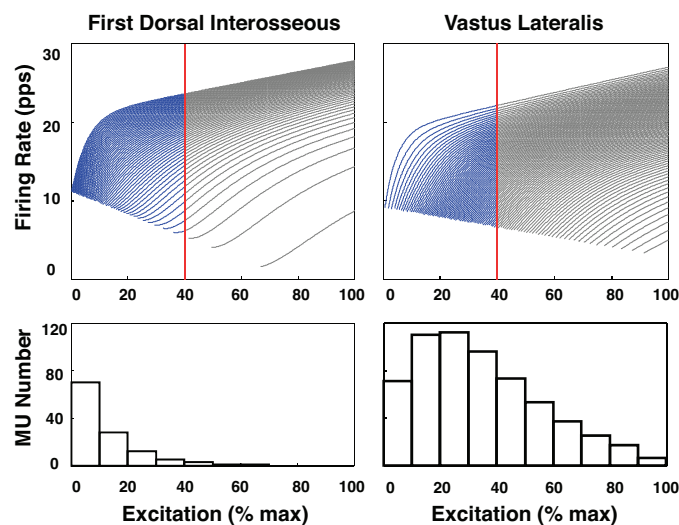 First Dorsal Interosseous
Vastus Lateralis
Firing Rate (pps)
30
20
10
0
0 20 40 60 80 100
0 20 40 60 80 100
MU Number
120
80
40
0
0 20 40 60 80 100
0 20 40 60 80 100
Excitation (% max)
Excitation (% max)